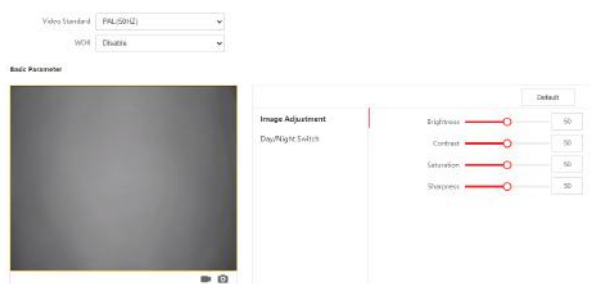 Video Standard PAL(50HZ)
WDR Disable
Basic Parameter
Default
Image Adjustment
Day/Night Switch
Brightness 50
Contrast 50
Saturation 50
Sharpness 50